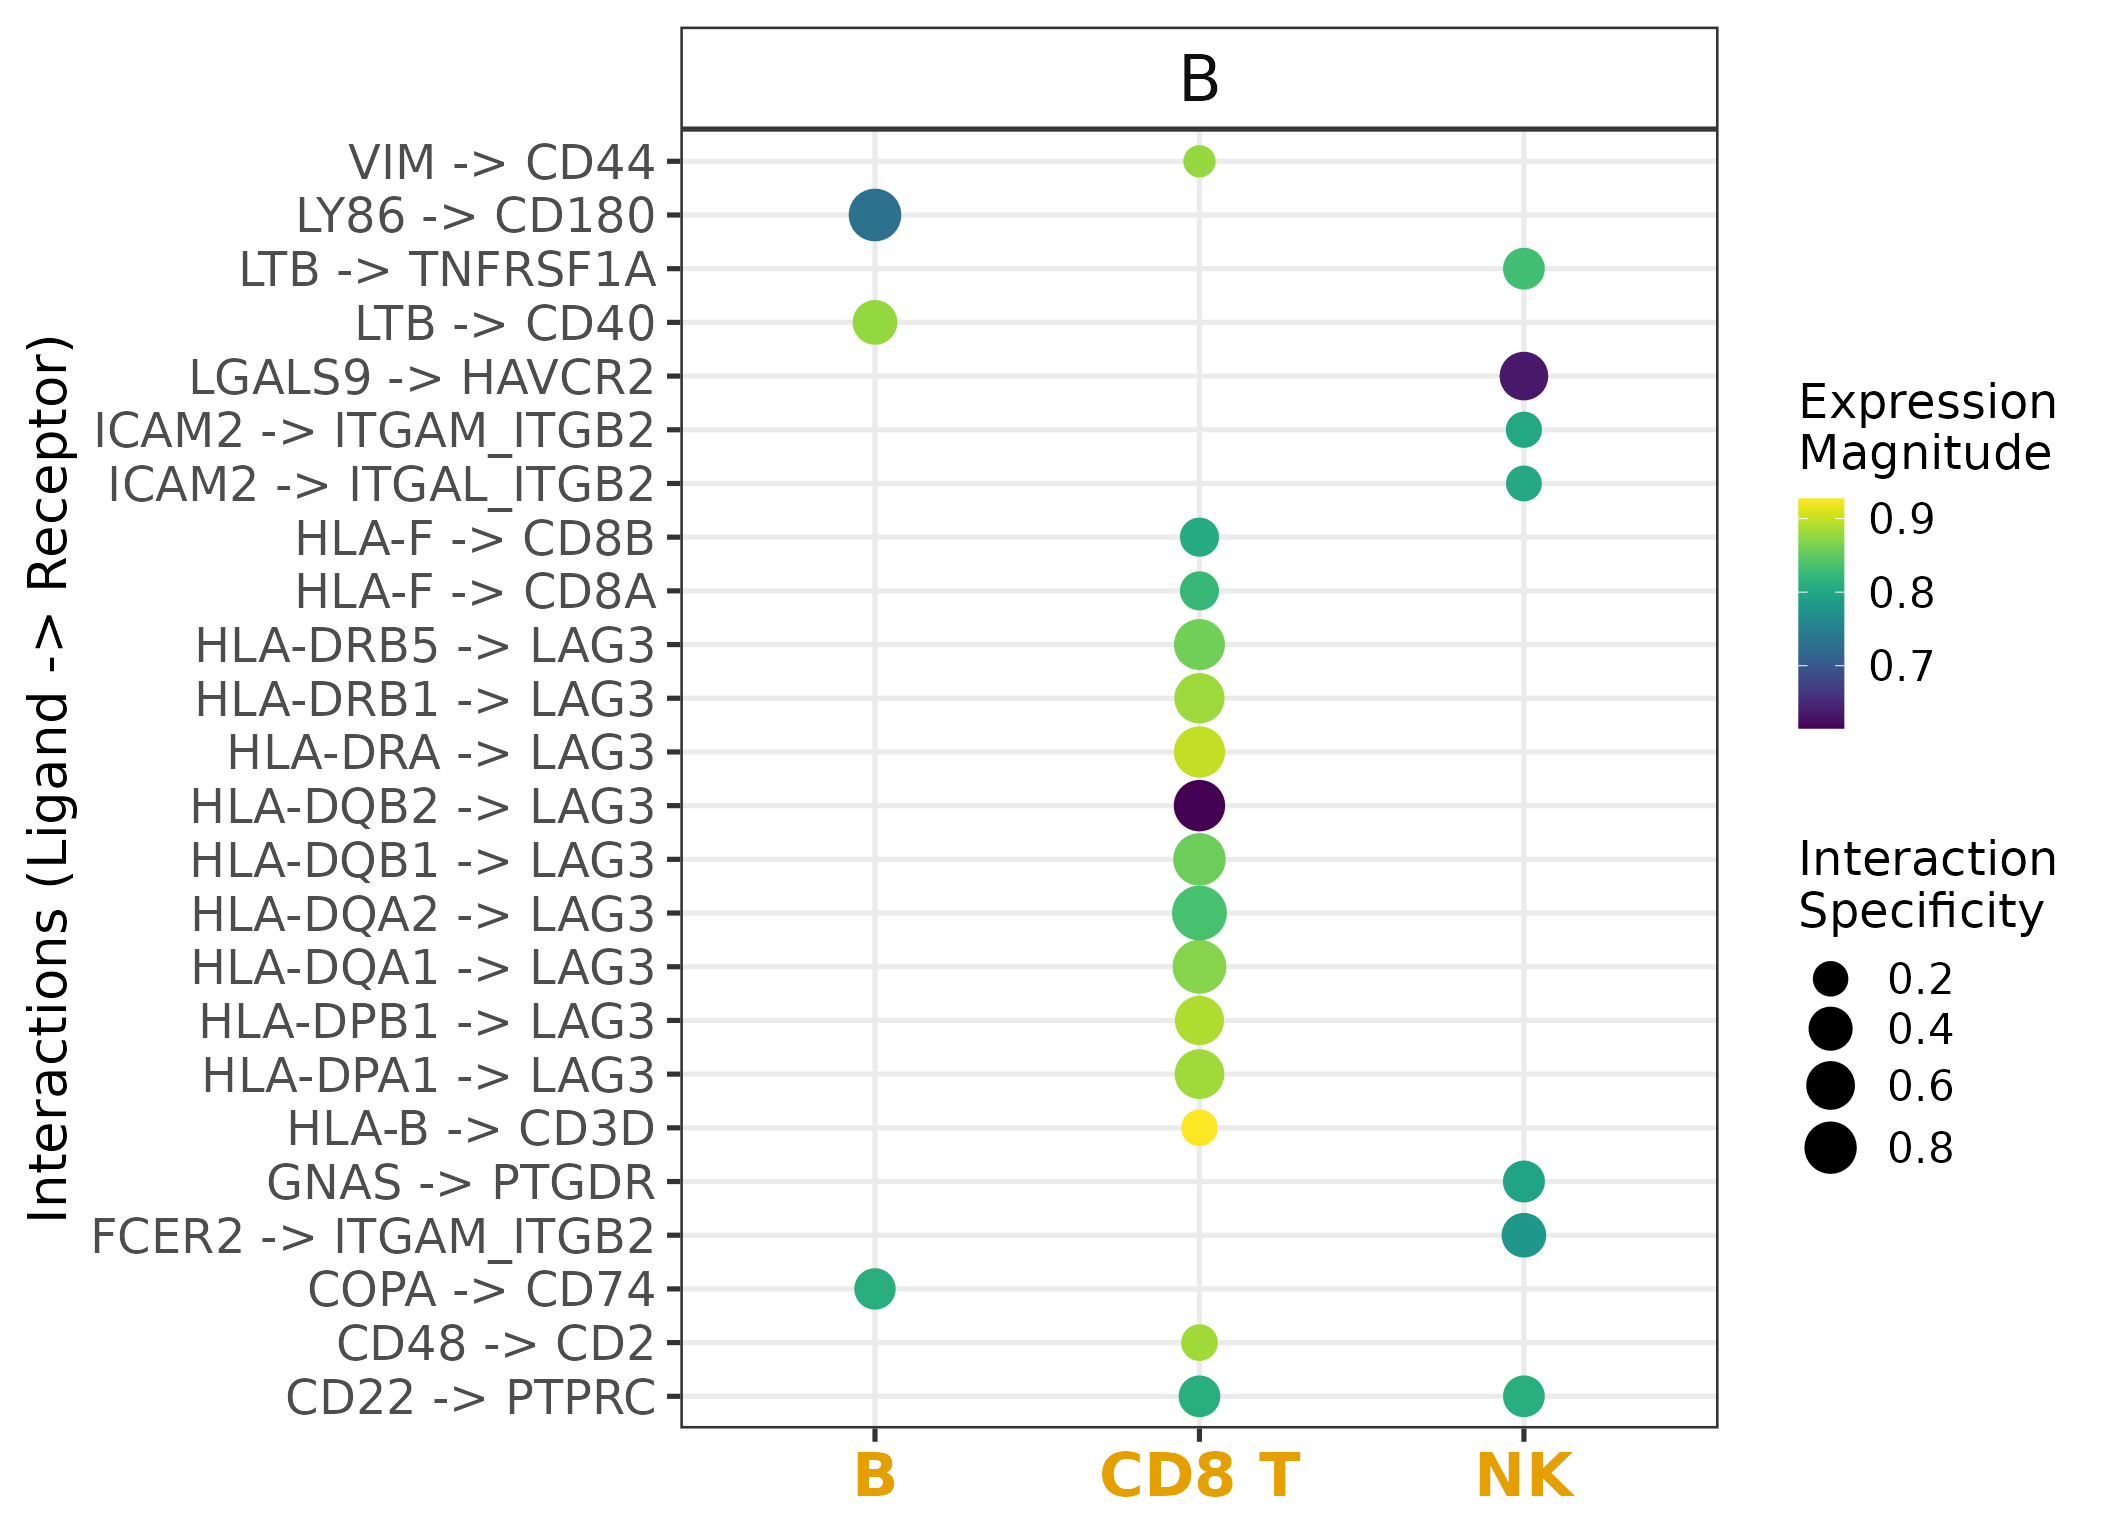 B
VIM -> CD44
LY86 -> CD180
LTB -> TNFRSF1A
LTB -> CD40
LGALS9 -> HAVCR2
ICAM2 -> ITGAM_ITGB2
ICAM2 -> ITGAL_ITGB2
HLA-F -> CD8B
HLA-F -> CD8A
HLA-DRB5 -> LAG3
HLA-DRB1 -> LAG3
HLA-DRA -> LAG3
HLA-DQB2 -> LAG3
HLA-DQB1 -> LAG3
HLA-DQA2 -> LAG3
HLA-DQA1 -> LAG3
HLA-DPB1 -> LAG3
HLA-DPA1 -> LAG3
HLA-B -> CD3D
GNAS -> PTGDR
FCER2 -> ITGAM_ITGB2
COPA -> CD74
CD48 -> CD2
CD22 -> PTPRC
Interactions (Ligand -> Receptor)
B
CD8 T
NK
Expression
Magnitude
0.9
0.8
0.7
Interaction
Specificity
0.2
0.4
0.6
0.8